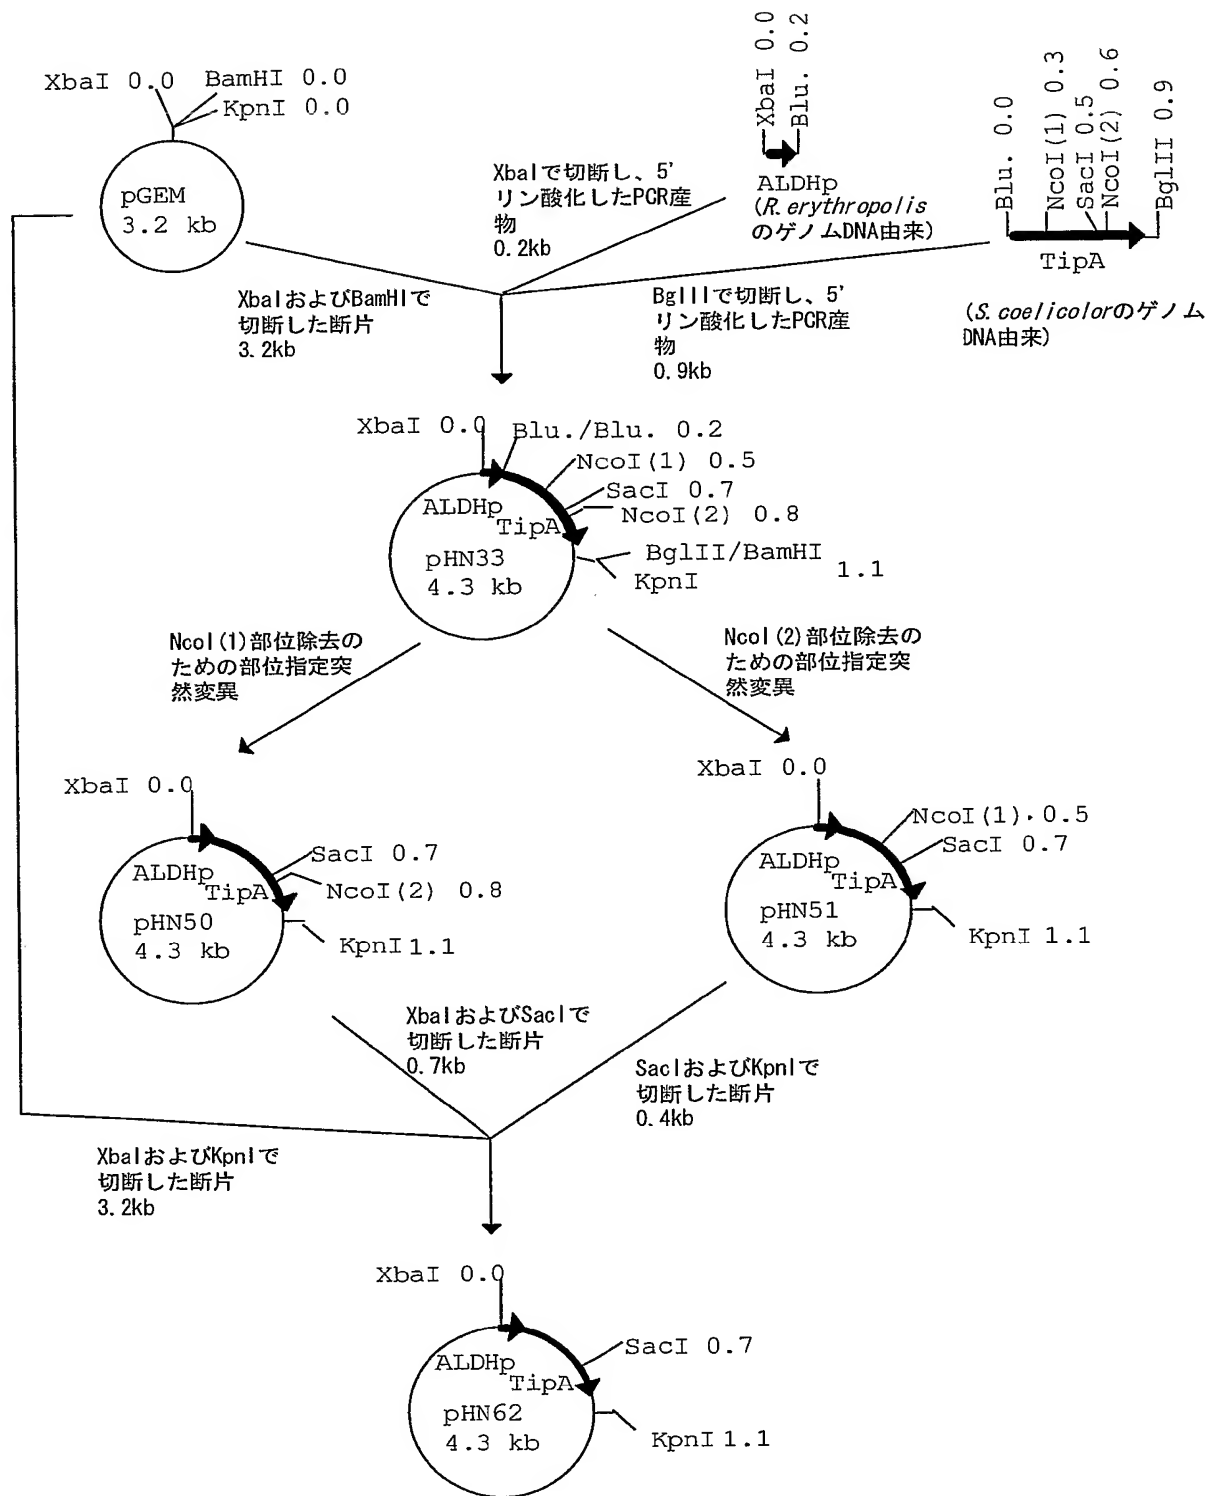 XbaI 0.0
BamHI 0.0
KpnI 0.0
pGEM
3.2 kb
XbaI 0.0
Blu. 0.2
ALDHp
(R.erythropolis
のゲノムDNA由来)
Blu. 0.0
NcoI(1) 0.3
SacI 0.5
NcoI(2) 0.6
BglII 0.9
TipA
(S.coelicolorのゲノム
DNA由来)
XbaIで切断し、5'
リン酸化したPCR産
物
0.2kb
XbaIおよびBamHIで
切断した断片
3.2kb
BglIIで切断し、5'
リン酸化したPCR産
物
0.9kb
XbaI 0.0
Blu./Blu. 0.2
NcoI(1) 0.5
SacI 0.7
NcoI(2) 0.8
ALDHp
TipA
pHN33
4.3 kb
BglII/BamHI
KpnI
1.1
NcoI(1)部位除去の
ための部位指定突
然変異
NcoI(2)部位除去の
ための部位指定突
然変異
XbaI 0.0
SacI 0.7
NcoI(2) 0.8
ALDHp
TipA
pHN50
4.3 kb
KpnI 1.1
XbaI 0.0
NcoI(1) 0.5
SacI 0.7
ALDHp
TipA
pHN51
4.3 kb
KpnI 1.1
XbaIおよびSacIで
切断した断片
0.7kb
SacIおよびKpnIで
切断した断片
0.4kb
XbaIおよびKpnIで
切断した断片
3.2kb
XbaI 0.0
SacI 0.7
ALDHp
TipA
pHN62
4.3 kb
KpnI 1.1